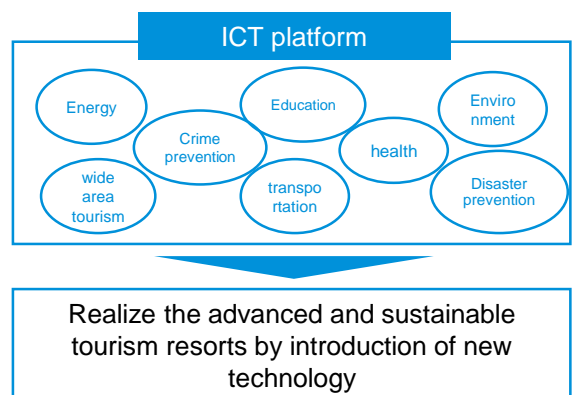 ICT platform
Energy
Education
Enviro
nment
Crime
prevention
health
wide
area
tourism
transpo
rtation
Disaster
prevention
Realize the advanced and sustainable
tourism resorts by introduction of new
technology